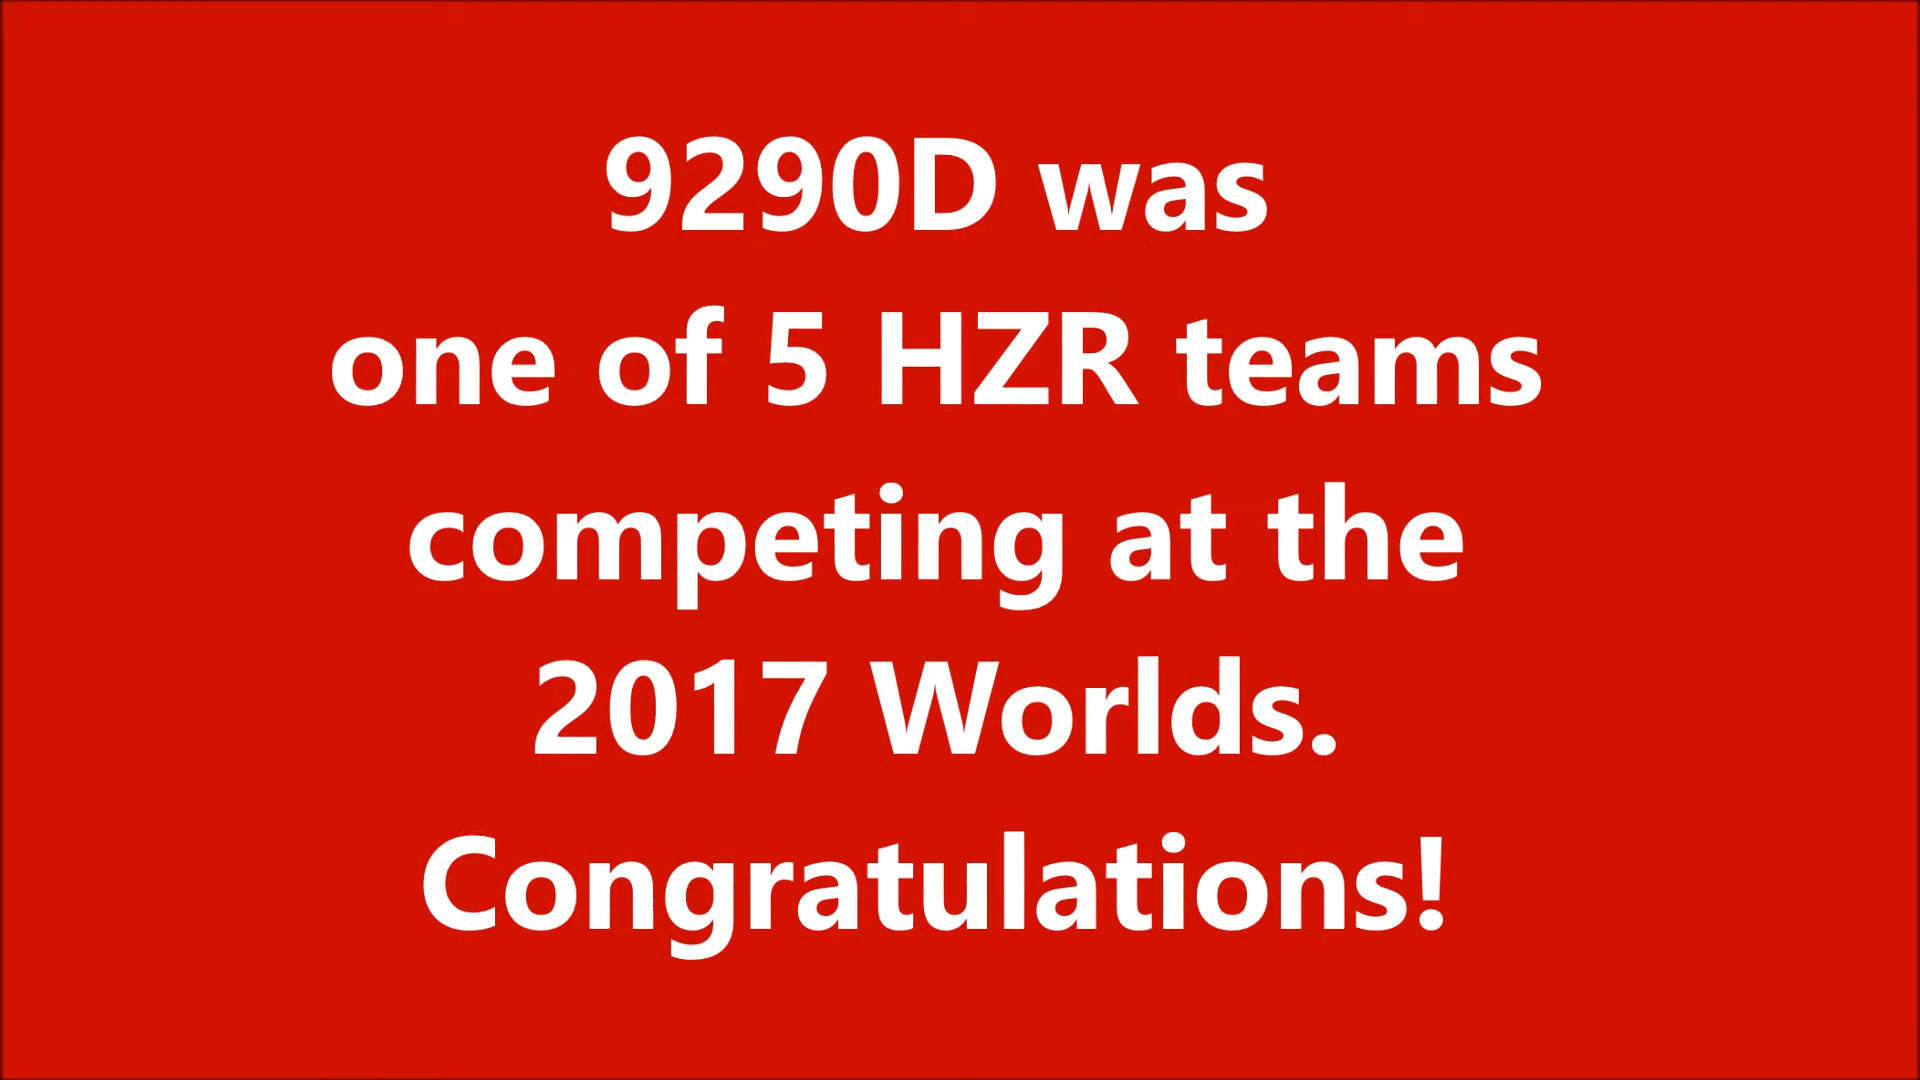 9290D was
one of 5 HZR teams
competing at the
2017 Worlds.
Congratulations!